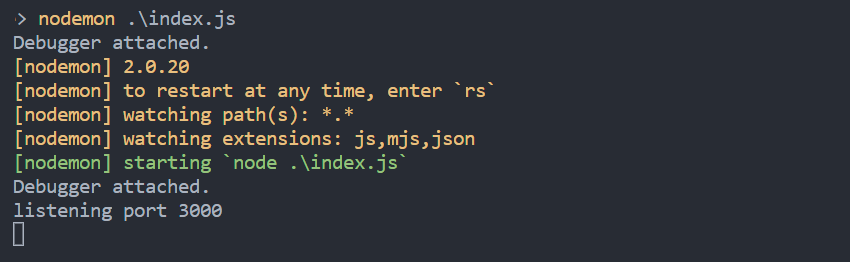 > nodemon .\index.js
Debugger attached.
[nodemon] 2.0.20
[nodemon] to restart at any time, enter `rs`
[nodemon] watching path(s): *.*
[nodemon] watching extensions: js,mjs,json
[nodemon] starting `node .\index.js`
Debugger attached.
listening port 3000